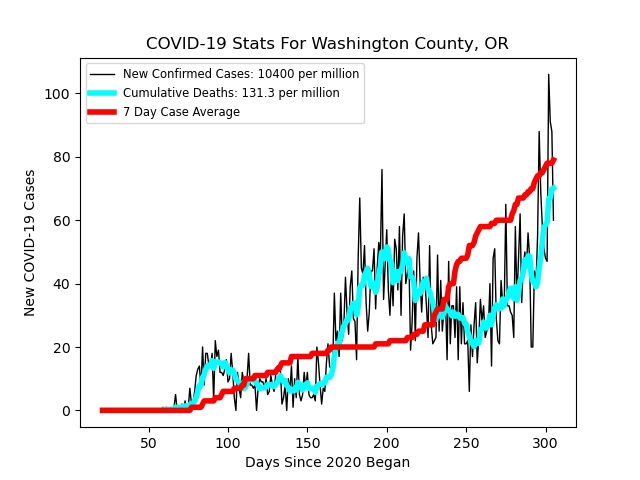 COVID-19 Stats For Washington County, OR
New Confirmed Cases: 10400 per million
Cumulative Deaths: 131.3 per million
7 Day Case Average
New COVID-19 Cases
100
80
60
40
20
0
50 100 150 200 250 300
Days Since 2020 Began